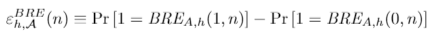 ε^{BRE}_{h,𝒜}(n) ≡ Pr [1 = BRE_{A,h}(1, n)] − Pr [1 = BRE_{A,h}(0, n)]